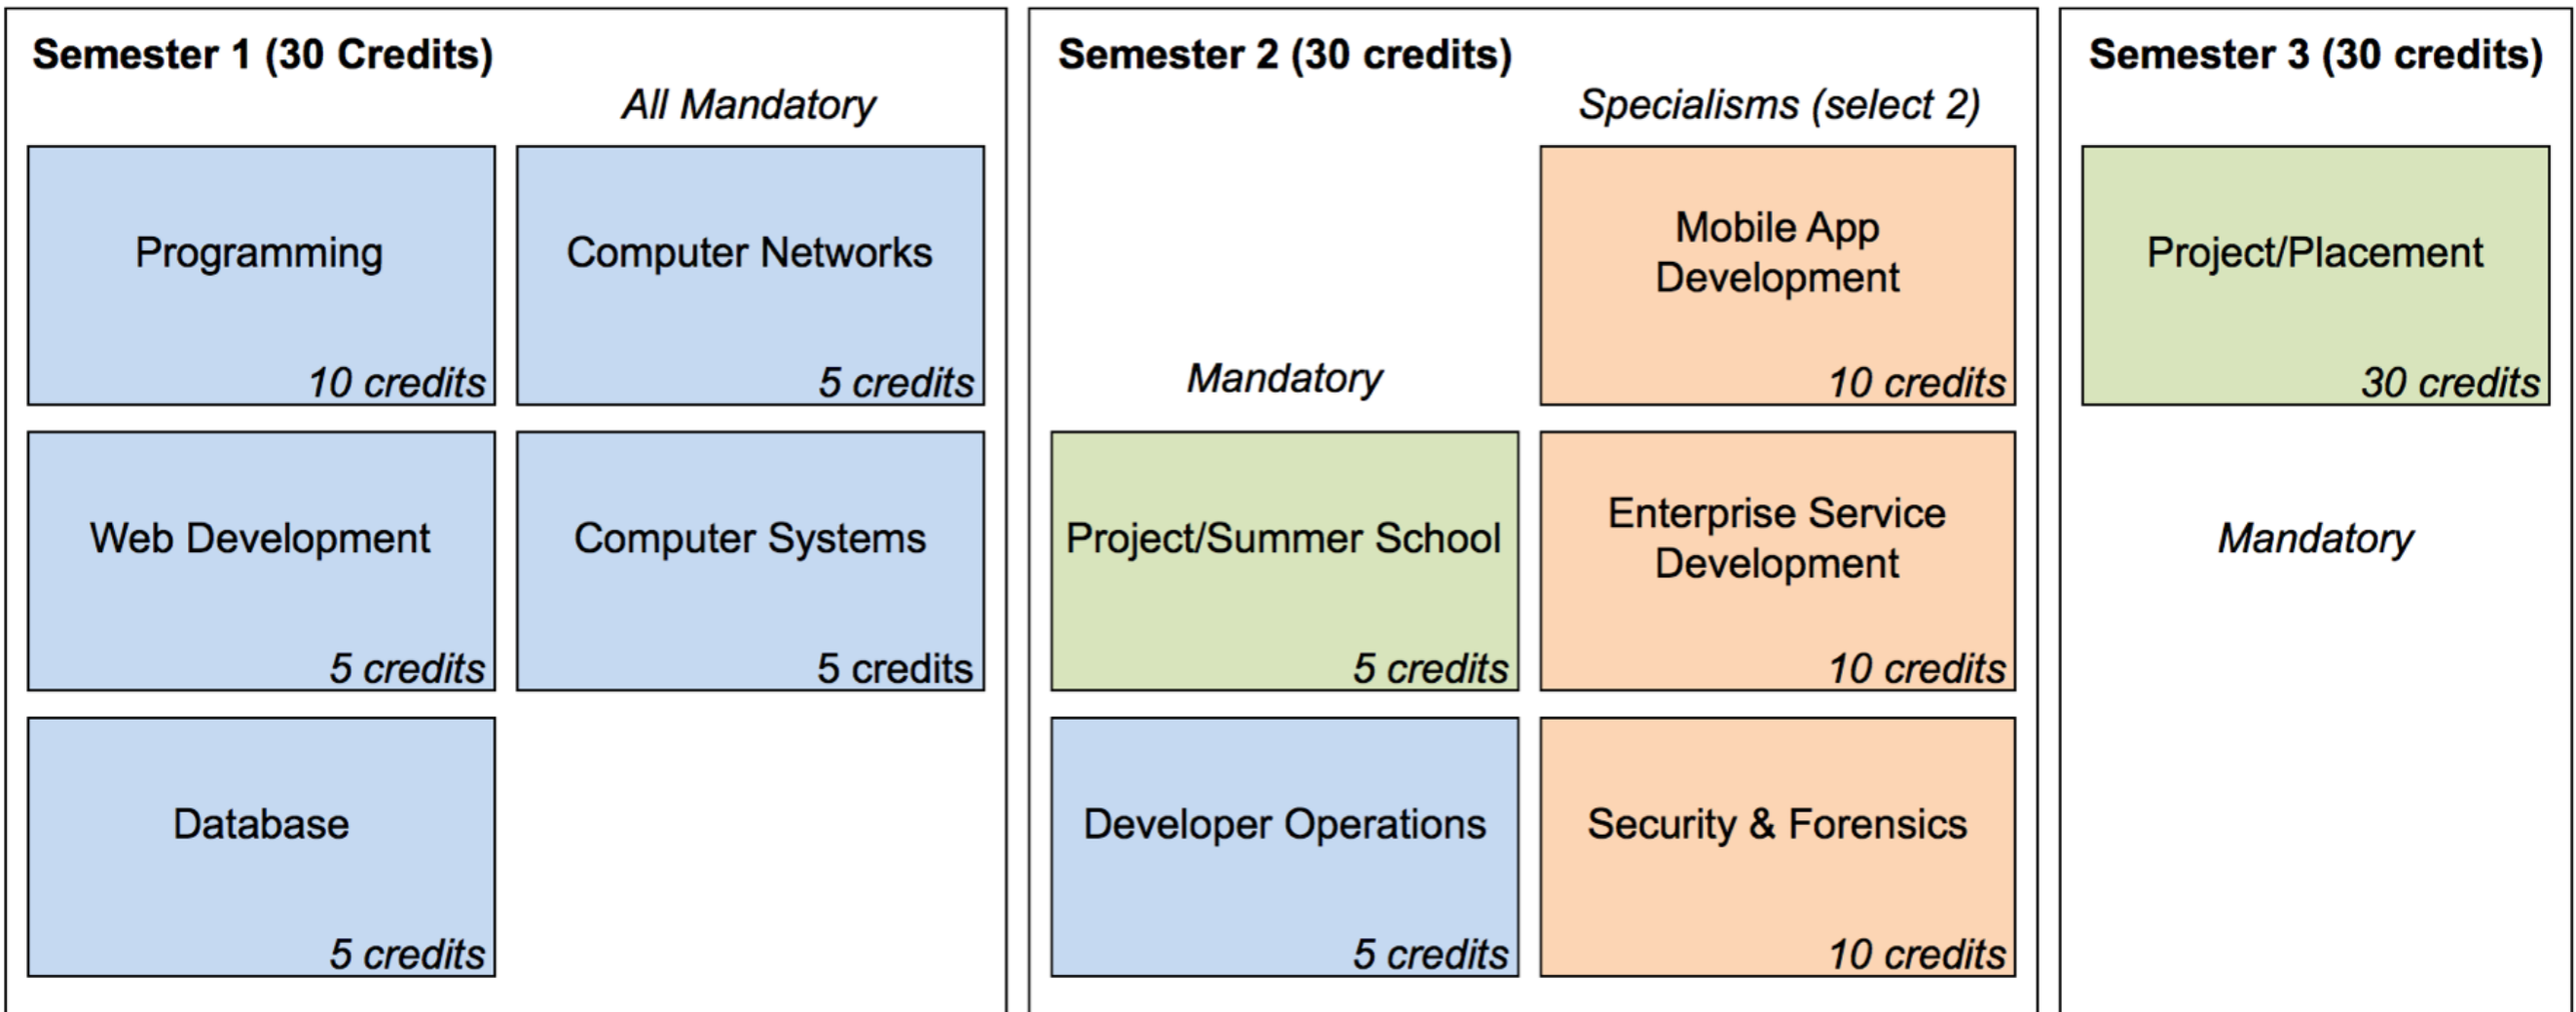 Semester 1 (30 Credits)
All Mandatory
Programming
10 credits
Computer Networks
5 credits
Web Development
5 credits
Computer Systems
5 credits
Database
5 credits
Semester 2 (30 credits)
Specialisms (select 2)
Mandatory
Project/Summer School
5 credits
Developer Operations
5 credits
Mobile App
Development
10 credits
Enterprise Service
Development
10 credits
Security & Forensics
10 credits
Semester 3 (30 credits)
Project/Placement
30 credits
Mandatory